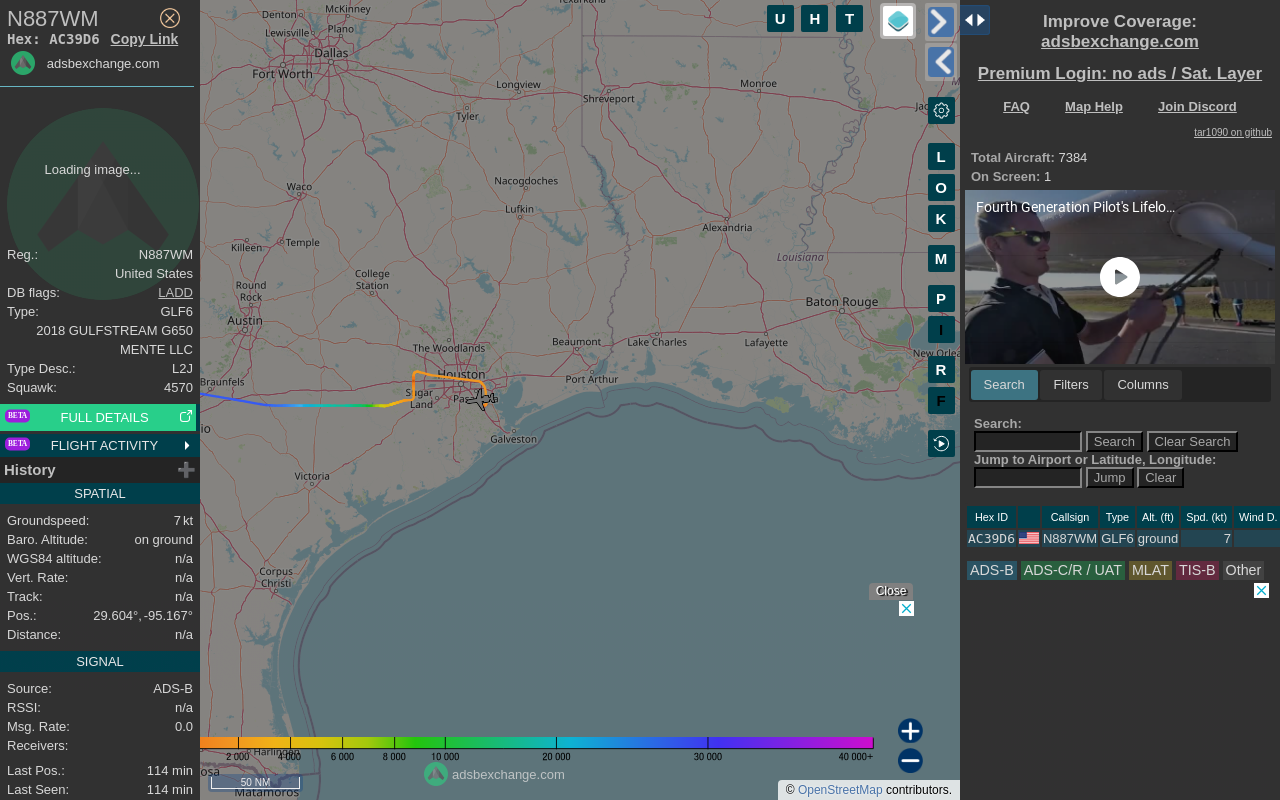 N887WM
Hex: AC39D6 Copy Link
adsbexchange.com
Loading image...
Reg.: N887WM
United States
DB flags: LADD
Type: GLF6
2018 GULFSTREAM G650
MENTE LLC
Type Desc.: L2J
Squawk: 4570
BETA FULL DETAILS
BETA FLIGHT ACTIVITY
History
SPATIAL
Groundspeed: 7 kt
Baro. Altitude: on ground
WGS84 altitude: n/a
Vert. Rate: n/a
Track: n/a
Pos.: 29.604°, -95.167°
Distance: n/a
SIGNAL
Source: ADS-B
RSSI: n/a
Msg. Rate: 0.0
Receivers:
Last Pos.: 114 min
Last Seen: 114 min
Texarkana
McKinney
Denton
Lewisville
Plano
Dallas
Fort Worth
Longview
Shreveport
Monroe
Tyler
Waco
Nacogdoches
Lufkin
Alexandria
Killeen
Temple
Louisiana
College
Station
Round
Rock
Austin
Baton Rouge
The Woodlands
Beaumont
Lake Charles
Lafayette
New Orlea
Houston
Port Arthur
Braunfels
Sugar
Land
Galveston
Victoria
Corpus
Christi
Harlingen
Matamoros
U H T
L
O
K
M
P
I
R
F
Close
2 000 4 000 6 000 8 000 10 000 20 000 30 000 40 000+
50 NM
adsbexchange.com
© OpenStreetMap contributors.
Improve Coverage:
adsbexchange.com
Premium Login: no ads / Sat. Layer
FAQ Map Help Join Discord
tar1090 on github
Total Aircraft: 7384
On Screen: 1
Fourth Generation Pilot's Lifelo...
Search Filters Columns
Search:
Search Clear Search
Jump to Airport or Latitude, Longitude:
Jump Clear
Hex ID Callsign Type Alt. (ft) Spd. (kt) Wind D.
AC39D6 N887WM GLF6 ground 7
ADS-B ADS-C/R / UAT MLAT TIS-B Other